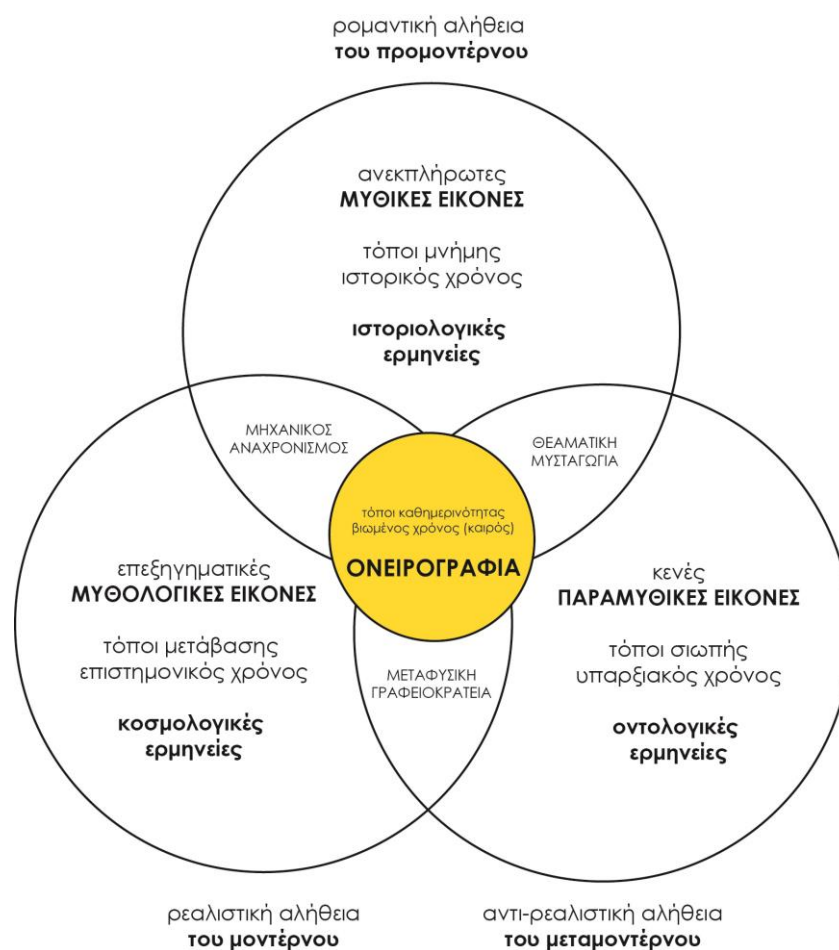 ρομαντική αλήθεια
του προμοντέρνου
ανεκπλήρωτες
ΜΥΘΙΚΕΣ ΕΙΚΟΝΕΣ
τόποι μνήμης
ιστορικός χρόνος
ιστοριολογικές
ερμηνείες
ΜΗΧΑΝΙΚΟΣ
ΑΝΑΧΡΟΝΙΣΜΟΣ
ΘΕΑΜΑΤΙΚΗ
ΜΥΣΤΑΓΩΓΙΑ
τόποι καθημερινότητας
βιωμένος χρόνος (καιρός)
ΟΝΕΙΡΟΓΡΑΦΙΑ
επεξηγηματικές
ΜΥΘΟΛΟΓΙΚΕΣ ΕΙΚΟΝΕΣ
τόποι μετάβασης
επιστημονικός χρόνος
κοσμολογικές
ερμηνείες
κενές
ΠΑΡΑΜΥΘΙΚΕΣ ΕΙΚΟΝΕΣ
τόποι σιωπής
υπαρξιακός χρόνος
οντολογικές
ερμηνείες
ΜΕΤΑΦΥΣΙΚΗ
ΓΡΑΦΕΙΟΚΡΑΤΕΙΑ
ρεαλιστική αλήθεια
του μοντέρνου
αντι-ρεαλιστική αλήθεια
του μεταμοντέρνου